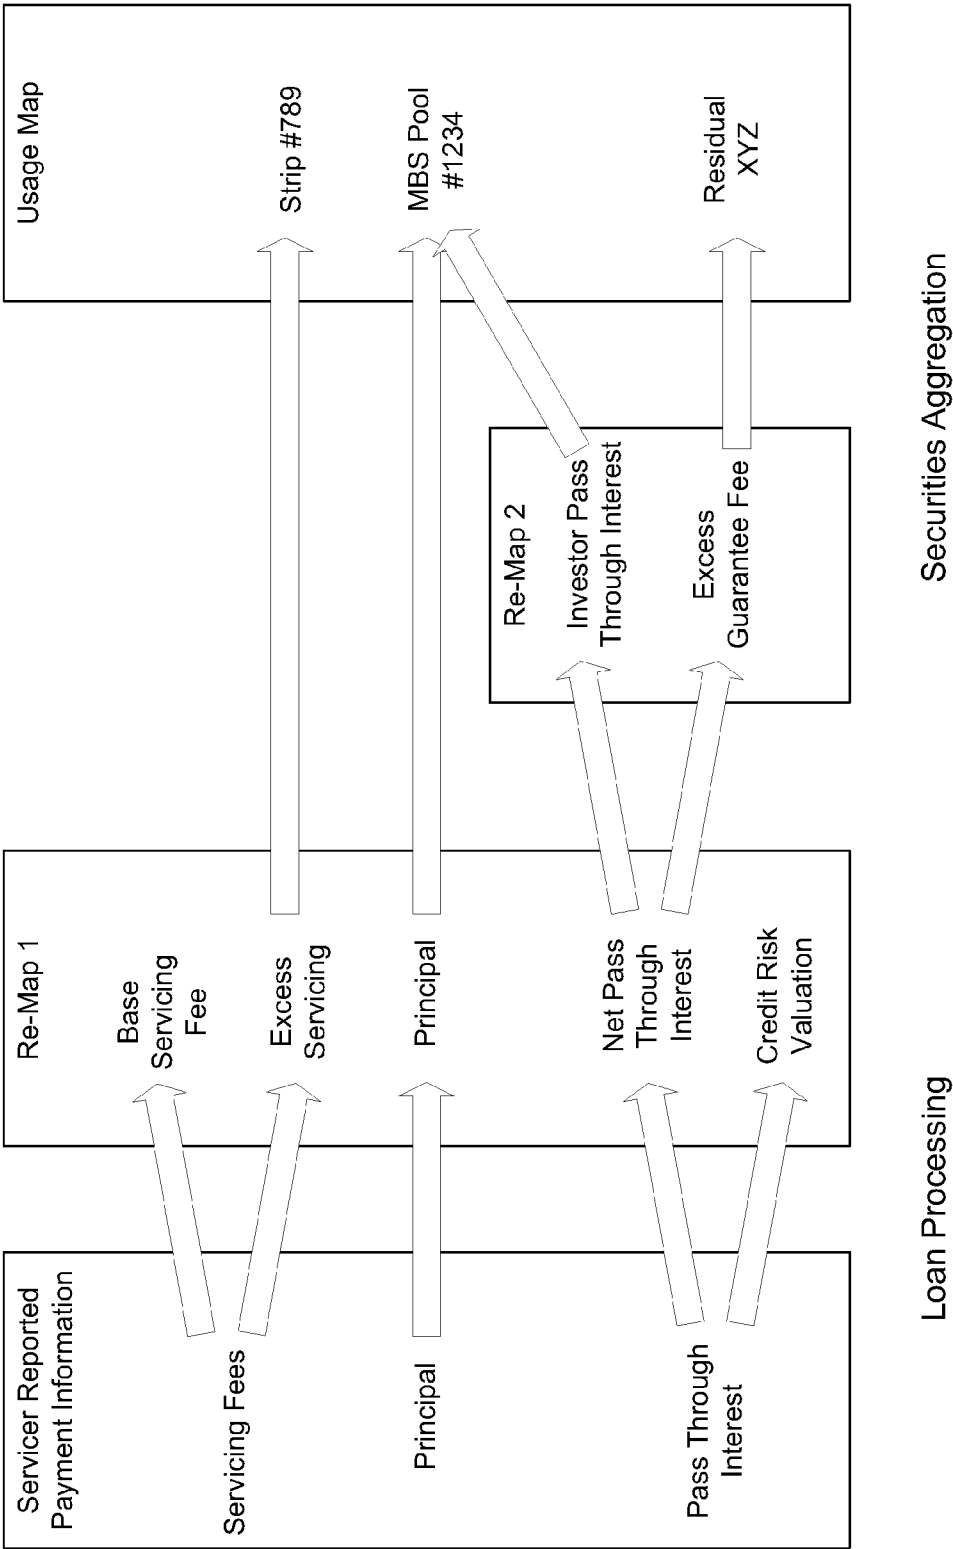 Servicer Reported
Payment Information
Servicing Fees
Principal
Pass Through
Interest
Re-Map 1
Base
Servicing
Fee
Excess
Servicing
Principal
Net Pass
Through
Interest
Credit Risk
Valuation
Re-Map 2
Investor Pass
Through Interest
Excess
Guarantee Fee
Usage Map
Strip #789
MBS Pool
#1234
Residual
XYZ
Loan Processing
Securities Aggregation